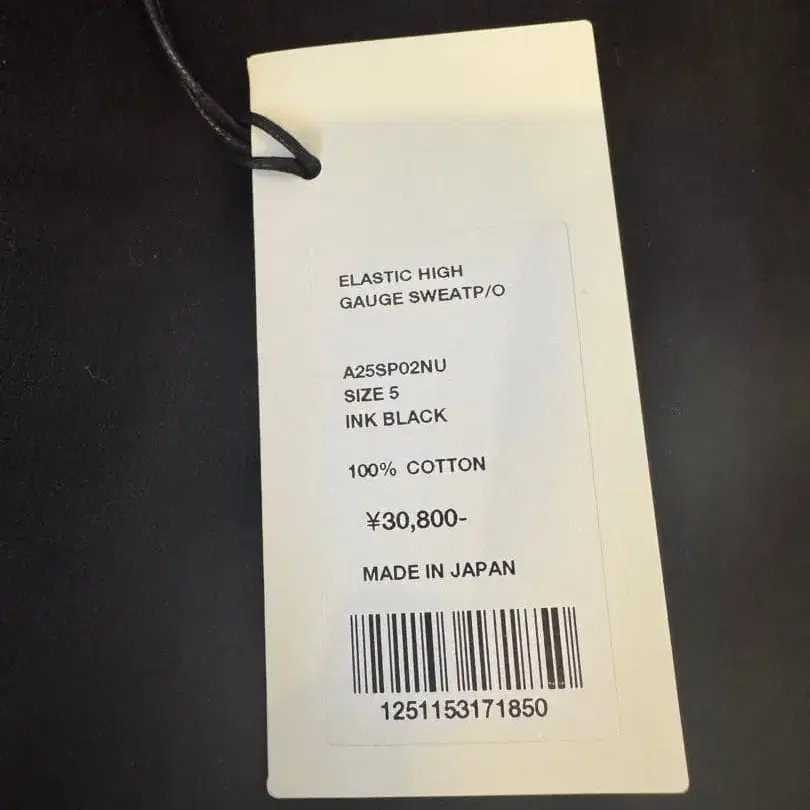 ELASTIC HIGH
GAUGE SWEATP/O
A25SP02NU
SIZE 5
INK BLACK
100% COTTON
¥30,800-
MADE IN JAPAN
1251153171850